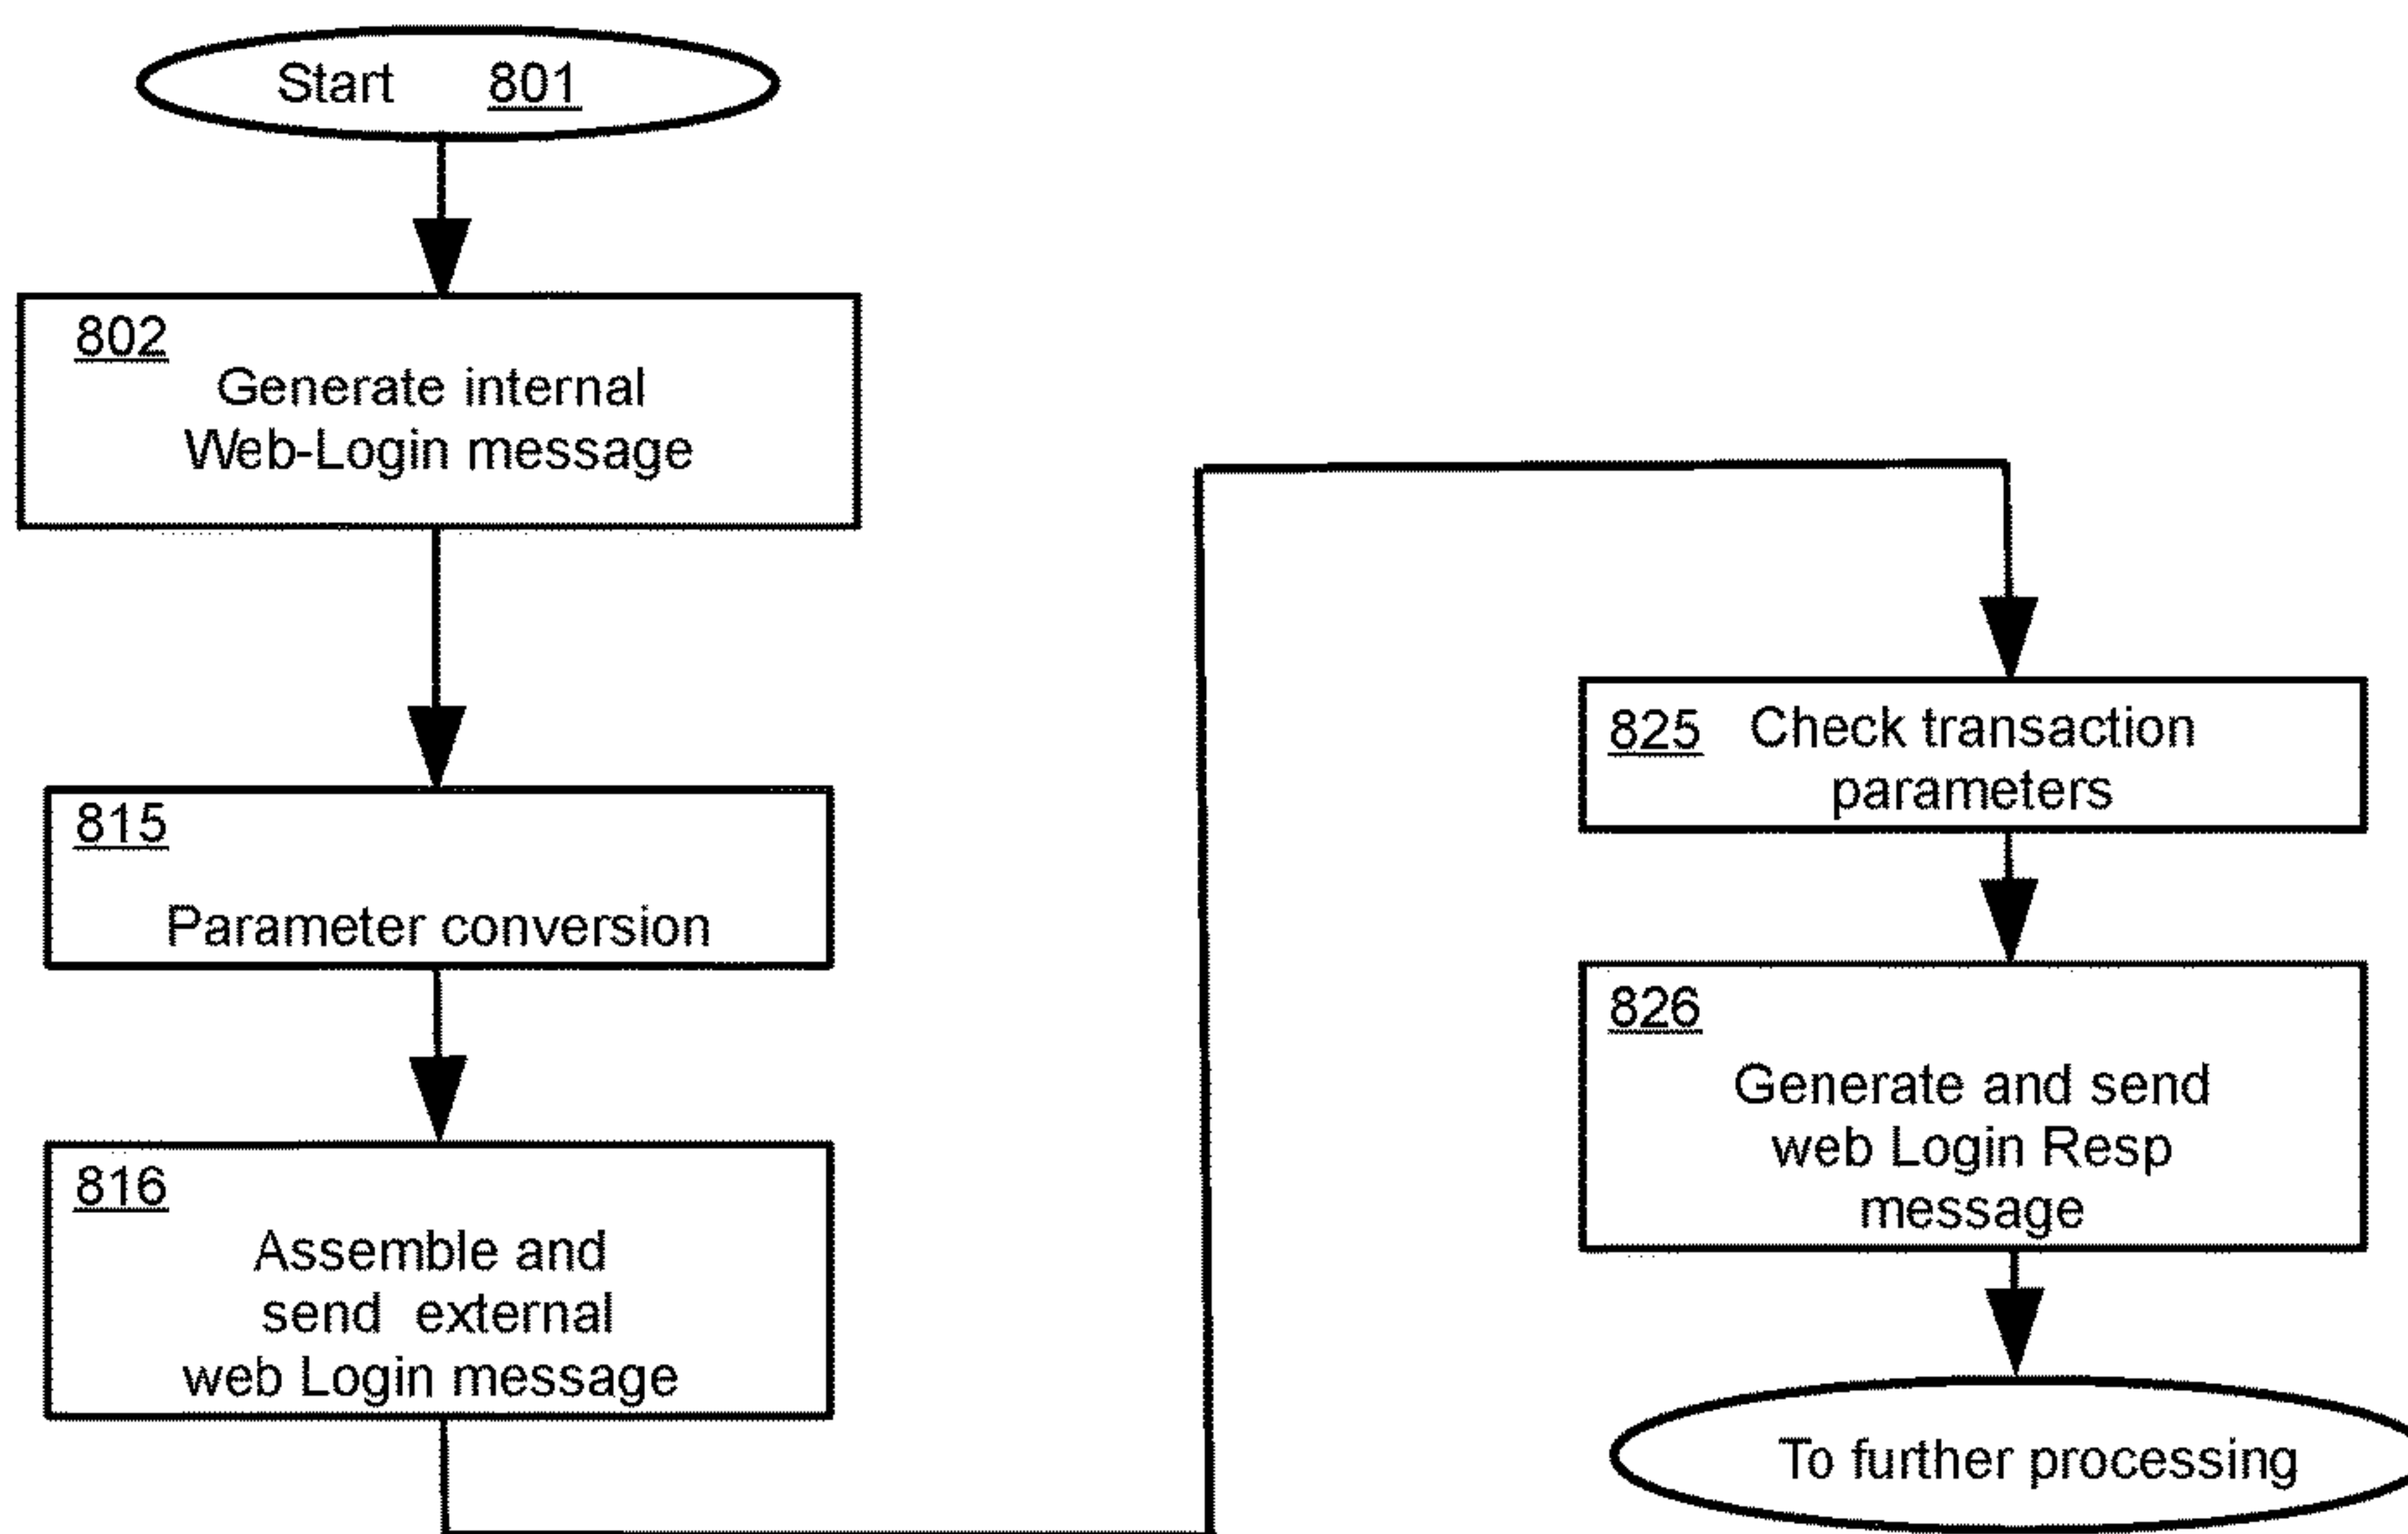 Start 801
802
Generate internal
Web-Login message
815
Parameter conversion
816
Assemble and
send external
web Login message
825 Check transaction
parameters
826
Generate and send
web Login Resp
message
To further processing